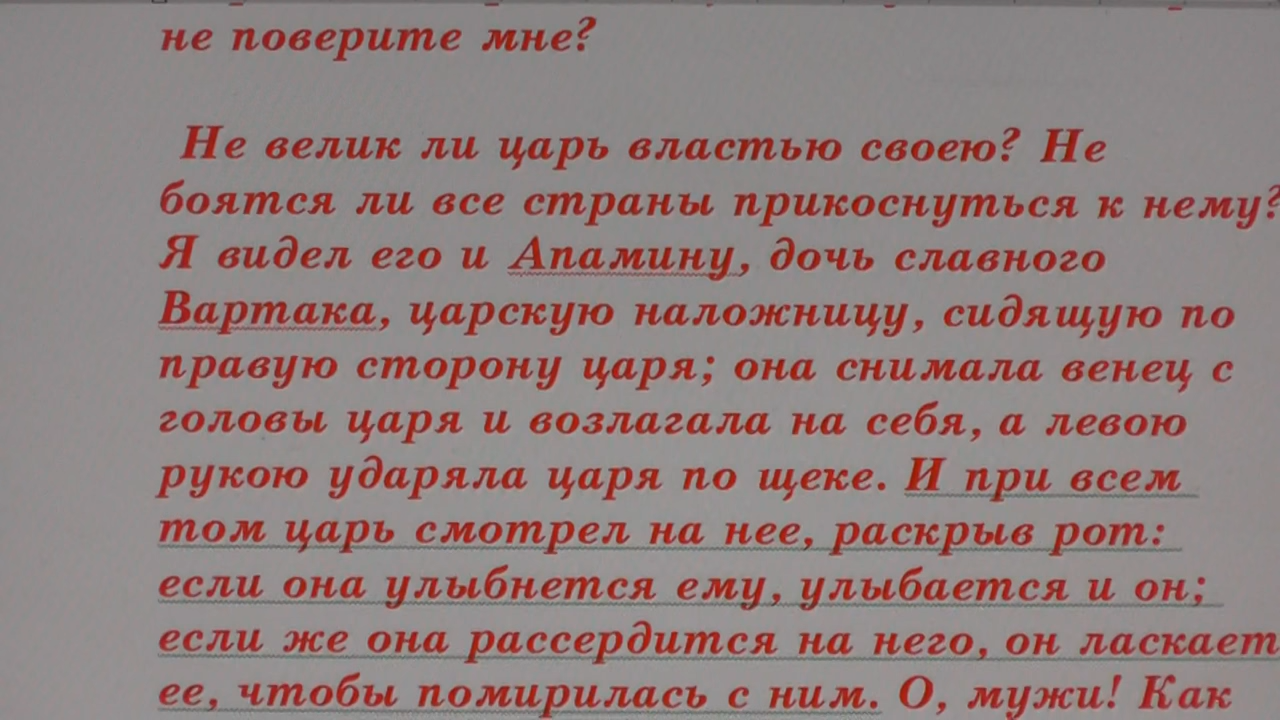 не поверите мне?
Не велик ли царь властью своею? Не
боятся ли все страны прикоснуться к нему?
Я видел его и Апамину, дочь славного
Вартака, царскую наложницу, сидящую по
правую сторону царя; она снимала венец с
головы царя и возлагала на себя, а левою
рукою ударяла царя по щеке. И при всем
том царь смотрел на нее, раскрыв рот:
если она улыбнется ему, улыбается и он;
если же она рассердится на него, он ласкает
ее, чтобы помирилась с ним. О, мужи! Как